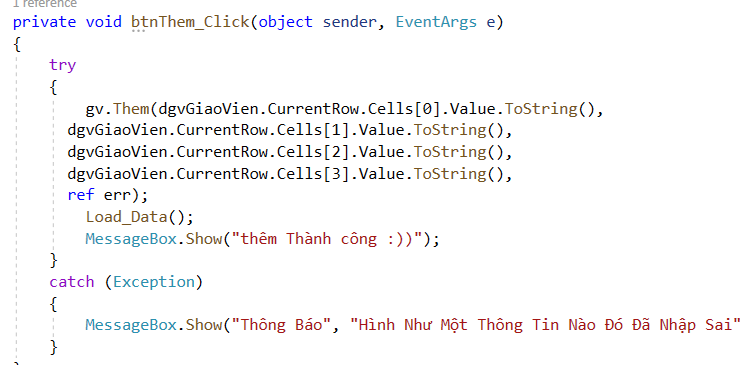 1 reference
private void btnThem_Click(object sender, EventArgs e)
{
try
{
gv.Them(dgvGiaoVien.CurrentRow.Cells[0].Value.ToString(),
dgvGiaoVien.CurrentRow.Cells[1].Value.ToString(),
dgvGiaoVien.CurrentRow.Cells[2].Value.ToString(),
dgvGiaoVien.CurrentRow.Cells[3].Value.ToString(),
ref err);
Load_Data();
MessageBox.Show("thêm Thành công :))");
}
catch (Exception)
{
MessageBox.Show("Thông Báo", "Hình Như Một Thông Tin Nào Đó Đã Nhập Sai"
}